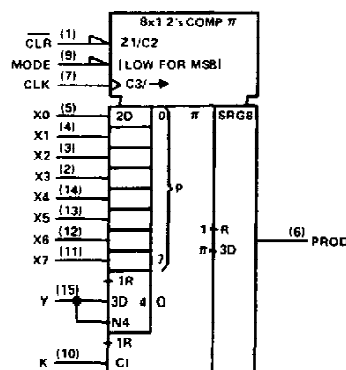 8x1 2's COMP π
CLR (1) Z1/C2
MODE (9) [LOW FOR MSB]
CLK (7) C3/→
X0 (5) 2D 0 π SRG8
X1 (4)
X2 (3)
X3 (2) P
X4 (14)
X5 (13)
X6 (12) 1 R
X7 (11) 7 π 3D (6) PROD
1R
Y (15) 3D 4 Q
N4
1R
K (10) CI